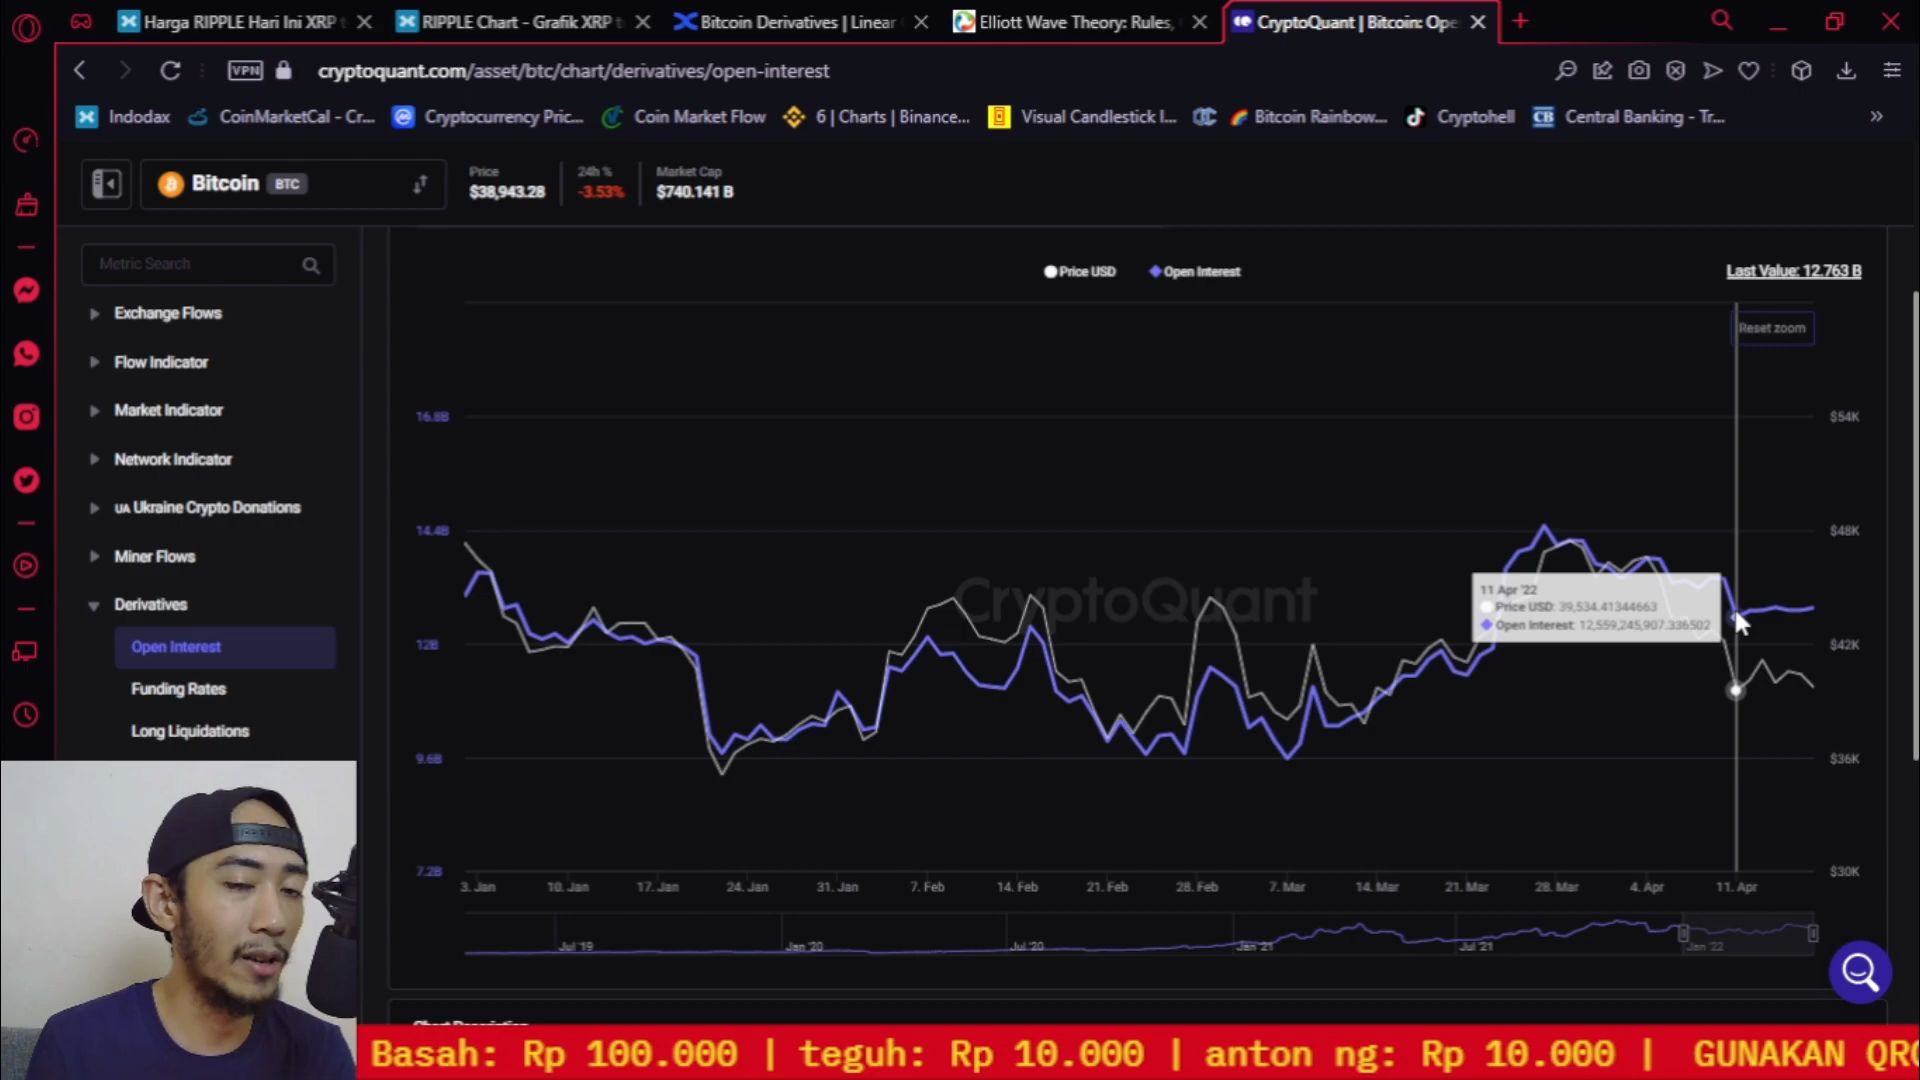 Harga RIPPLE Hari Ini XRP
RIPPLE Chart - Grafik XRP
Bitcoin Derivatives | Linear
Elliott Wave Theory: Rules,
CryptoQuant | Bitcoin: Ope
VPN
cryptoquant.com/asset/btc/chart/derivatives/open-interest
Indodax
CoinMarketCal - Cr...
Cryptocurrency Pric...
Coin Market Flow
6 | Charts | Binance...
Visual Candlestick I...
Bitcoin Rainbow...
Cryptohell
CB
Central Banking - Tr...
Bitcoin BTC
Price
$38,943.28
24h %
-3.53%
Market Cap
$740.141 B
Metric Search
Exchange Flows
Flow Indicator
Market Indicator
Network Indicator
UA Ukraine Crypto Donations
Miner Flows
Derivatives
Open Interest
Funding Rates
Long Liquidations
Price USD
Open Interest
Last Value: 12.763 B
Reset zoom
16.8B
14.4B
12B
9.6B
7.2B
$54K
$48K
$42K
$36K
$30K
CryptoQuant
11 Apr '22
Price USD: 39,534.41344663
Open Interest: 12,559,245,907.336502
3. Jan
10. Jan
17. Jan
24. Jan
31. Jan
7. Feb
14. Feb
21. Feb
28. Feb
7. Mar
14. Mar
21. Mar
28. Mar
4. Apr
11. Apr
Jul '19
Jan '20
Jul '20
Jan '21
Jul '21
Jan '22
Chart Description
Basah: Rp 100.000 | teguh: Rp 10.000 | anton ng: Rp 10.000 | GUNAKAN QRC